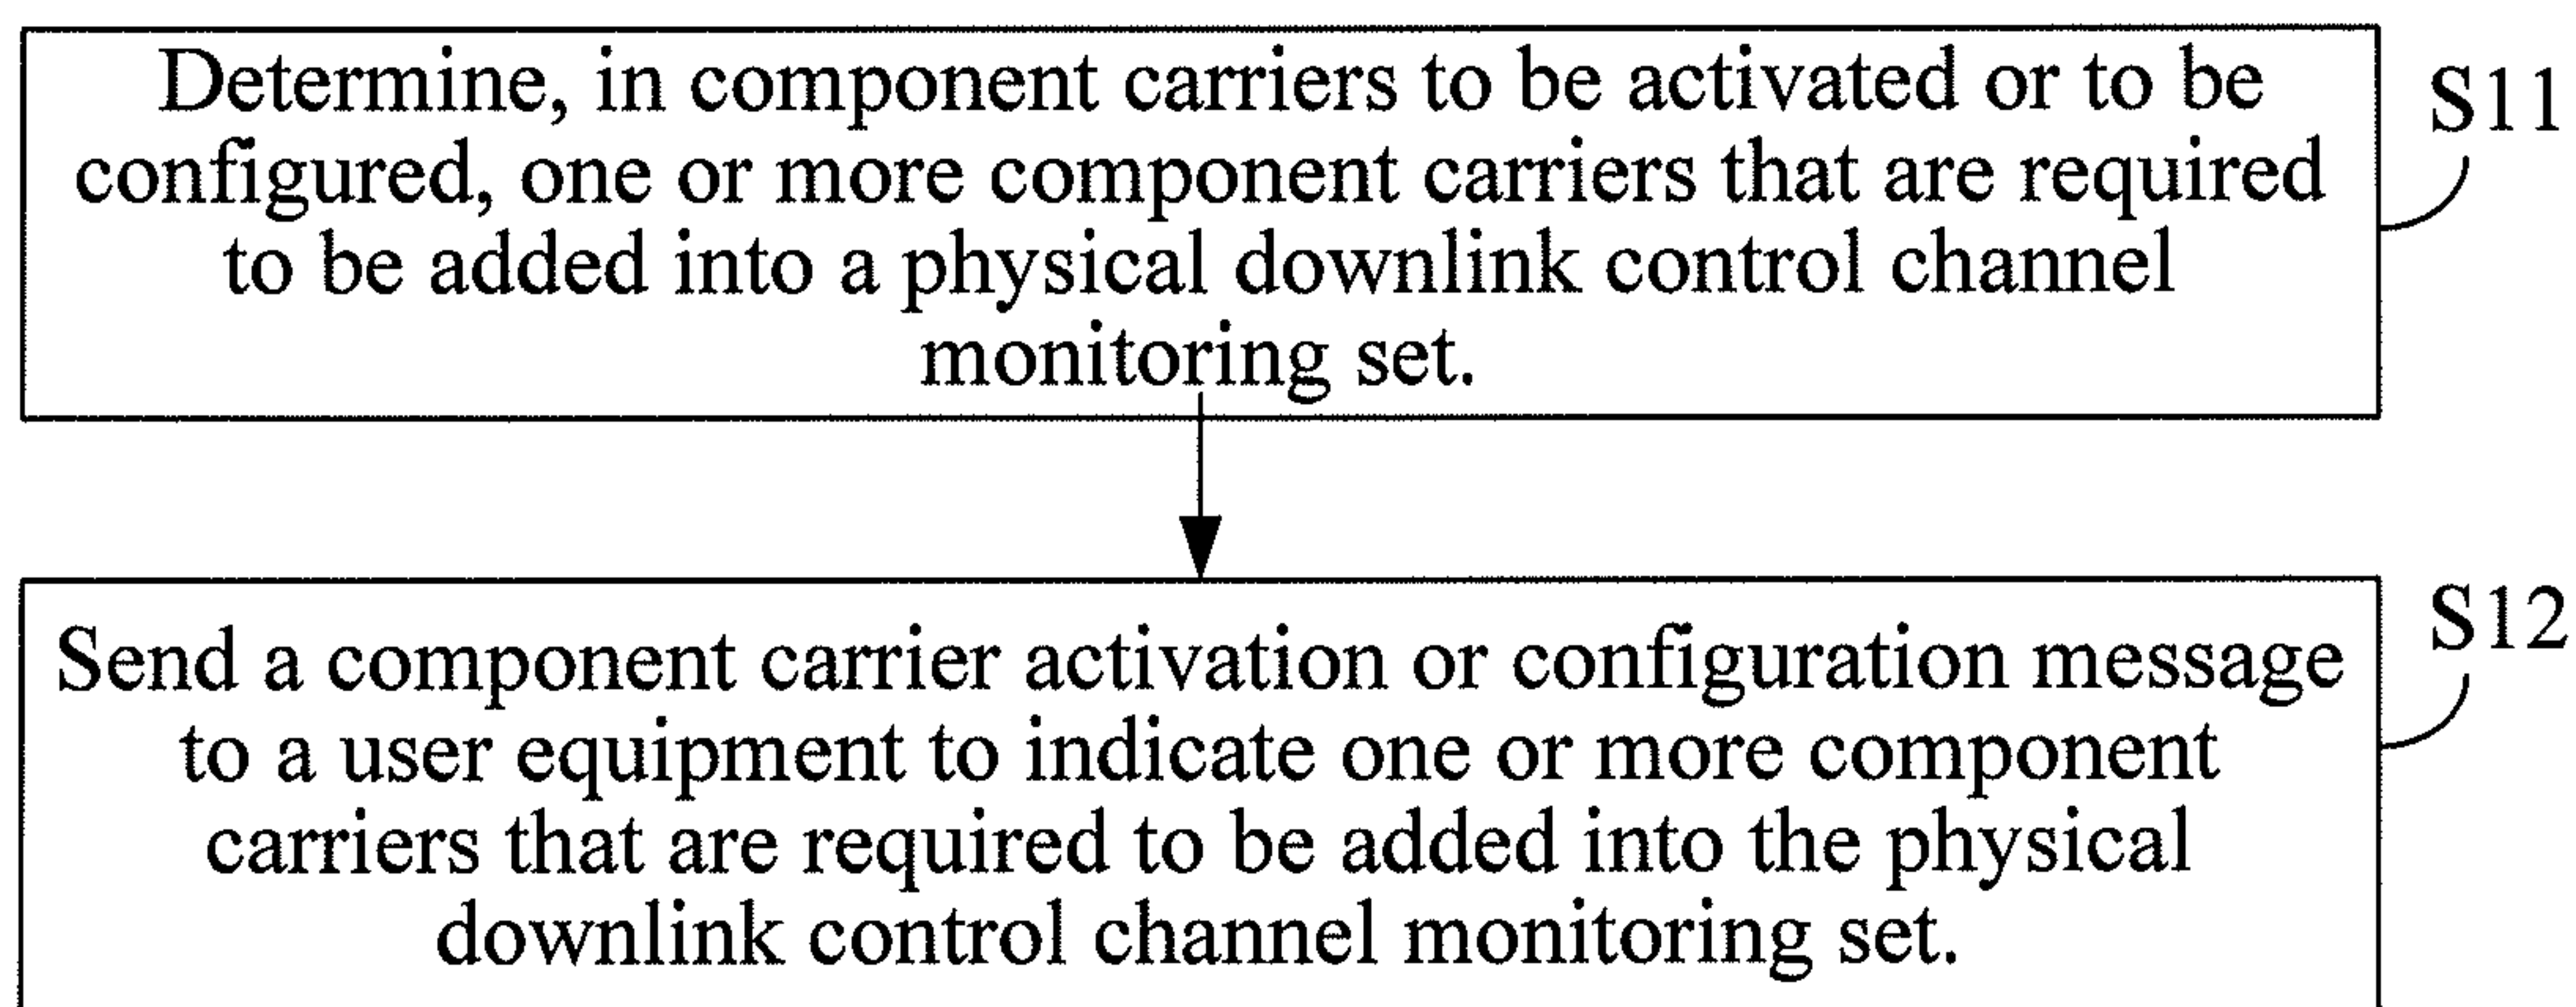 Determine, in component carriers to be activated or to be
configured, one or more component carriers that are required
to be added into a physical downlink control channel
monitoring set.
S11
Send a component carrier activation or configuration message
to a user equipment to indicate one or more component
carriers that are required to be added into the physical
downlink control channel monitoring set.
S12